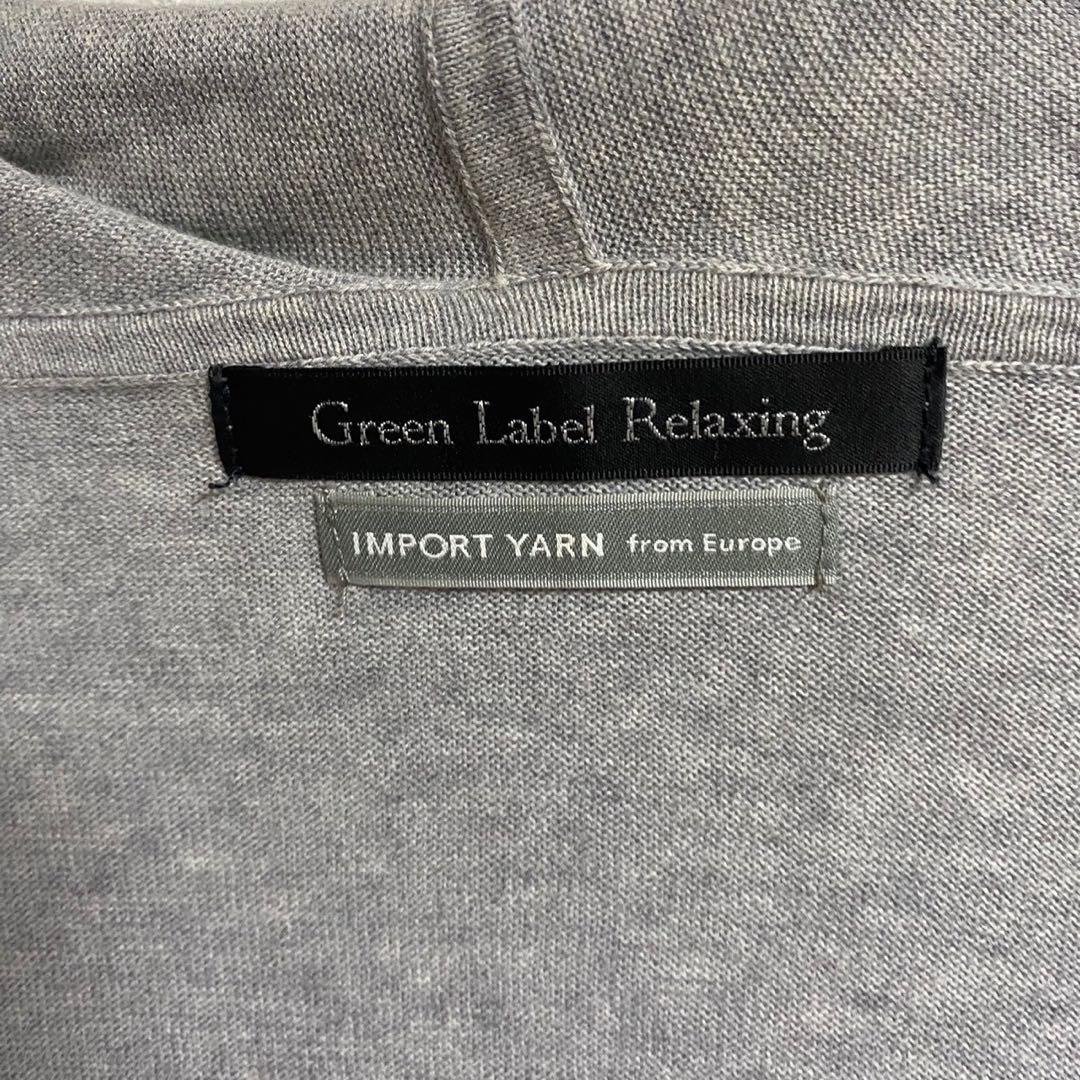 Green Label Relaxing
IMPORT YARN from Europe